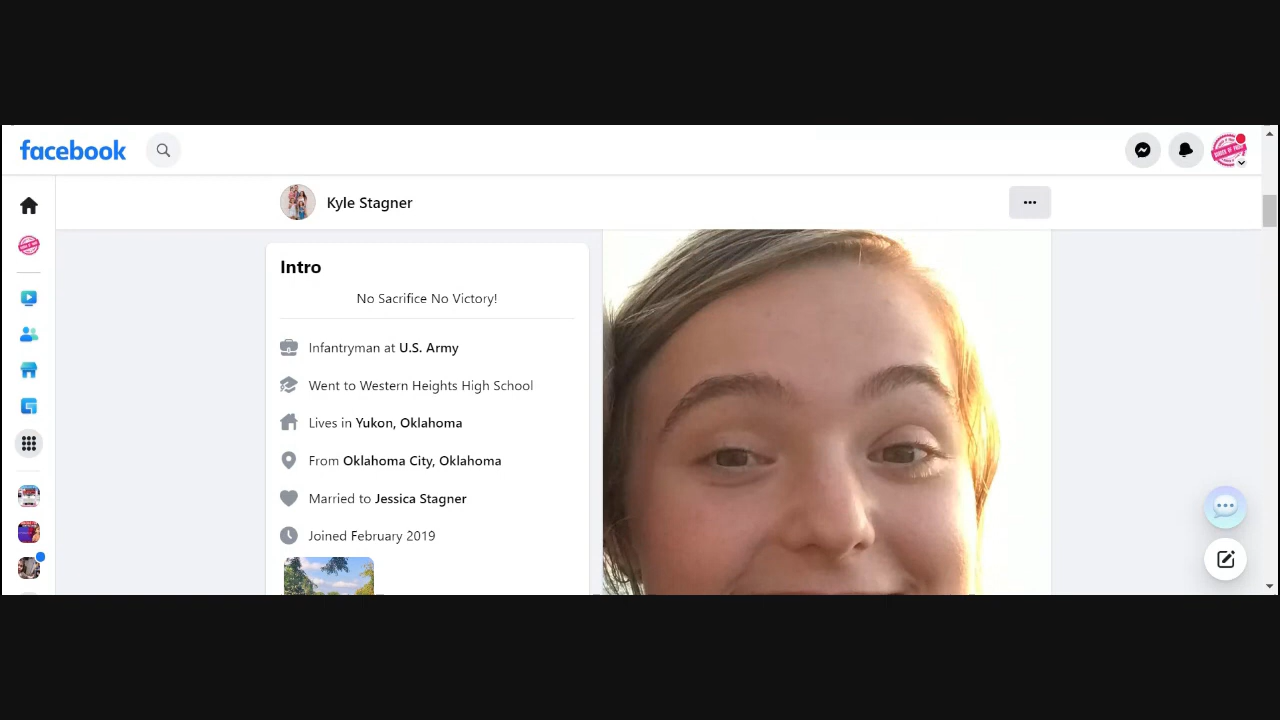 facebook
Kyle Stagner
Intro
No Sacrifice No Victory!
Infantryman at U.S. Army
Went to Western Heights High School
Lives in Yukon, Oklahoma
From Oklahoma City, Oklahoma
Married to Jessica Stagner
Joined February 2019